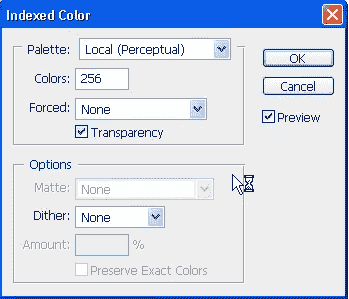 Indexed Color
Palette: Local (Perceptual)
OK
Colors: 256
Cancel
Forced: None
Preview
Transparency
Options
Matte: None
Dither: None
Amount: %
Preserve Exact Colors